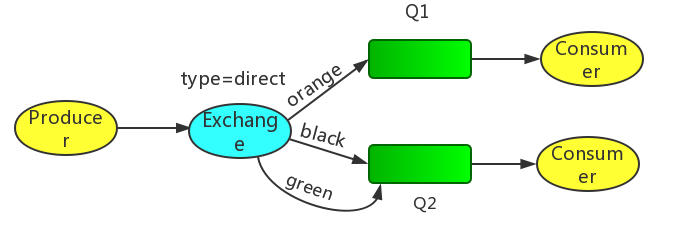 Q1
Consum
er
type=direct
orange
Produce
r
Exchang
e
black
Consum
er
green
Q2